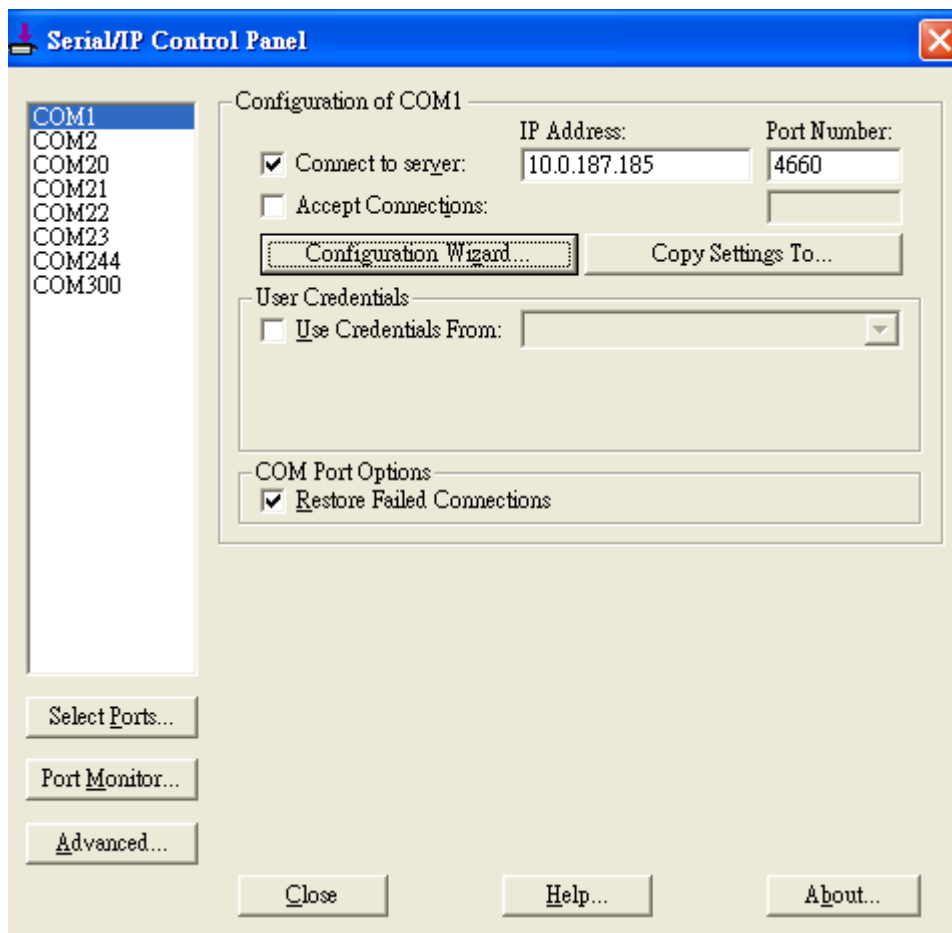 Serial/IP Control Panel
COM1
COM2
COM20
COM21
COM22
COM23
COM244
COM300
Configuration of COM1
IP Address: Port Number:
Connect to server: 10.0.187.185 4660
Accept Connections:
Configuration Wizard... Copy Settings To...
User Credentials
Use Credentials From:
COM Port Options
Restore Failed Connections
Select Ports...
Port Monitor...
Advanced...
Close Help... About...